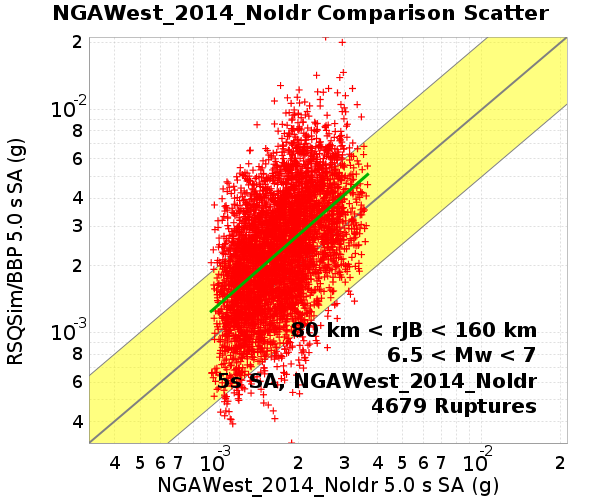 NGAWest_2014_NoIdr Comparison Scatter
2
10-2
8
6
4
3
2
10-3
8
6
4
RSQSim/BBP 5.0 s SA (g)
80 km < rJB < 160 km
6.5 < Mw < 7
5s SA, NGAWest_2014_NoIdr
4679 Ruptures
4 5 6 7 10-3 2 3 4 5 6 7 10-2 2
NGAWest_2014_NoIdr 5.0 s SA (g)